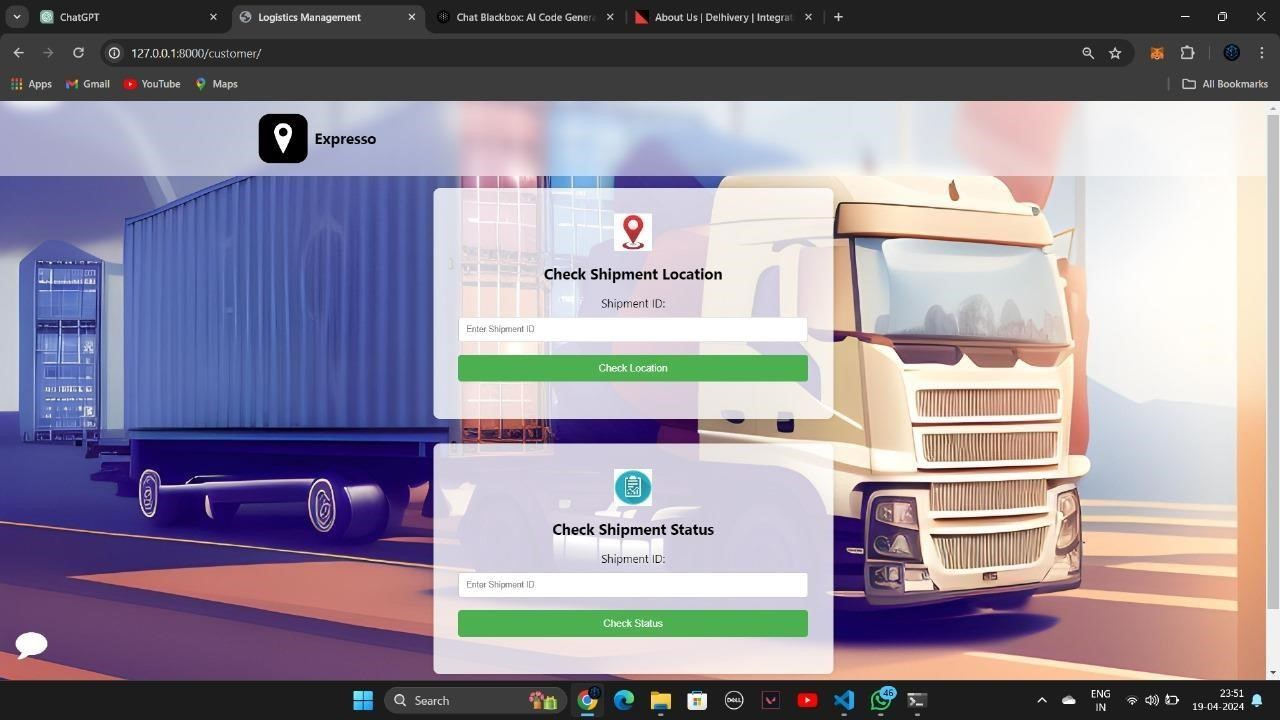 ChatGPT
Logistics Management
Chat Blackbox: AI Code Genera
About Us | Delhivery | Integrat
127.0.0.1:8000/customer/
Apps
Gmail
YouTube
Maps
All Bookmarks
Expresso
Check Shipment Location
Shipment ID:
Enter Shipment ID
Check Location
Check Shipment Status
Shipment ID:
Enter Shipment ID
Check Status
Search
DELL
46
ENG
IN
23:51
19-04-2024